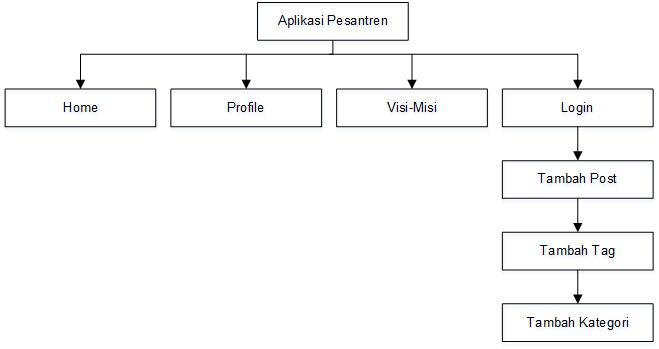 Aplikasi Pesantren
Home
Profile
Visi-Misi
Login
Tambah Post
Tambah Tag
Tambah Kategori